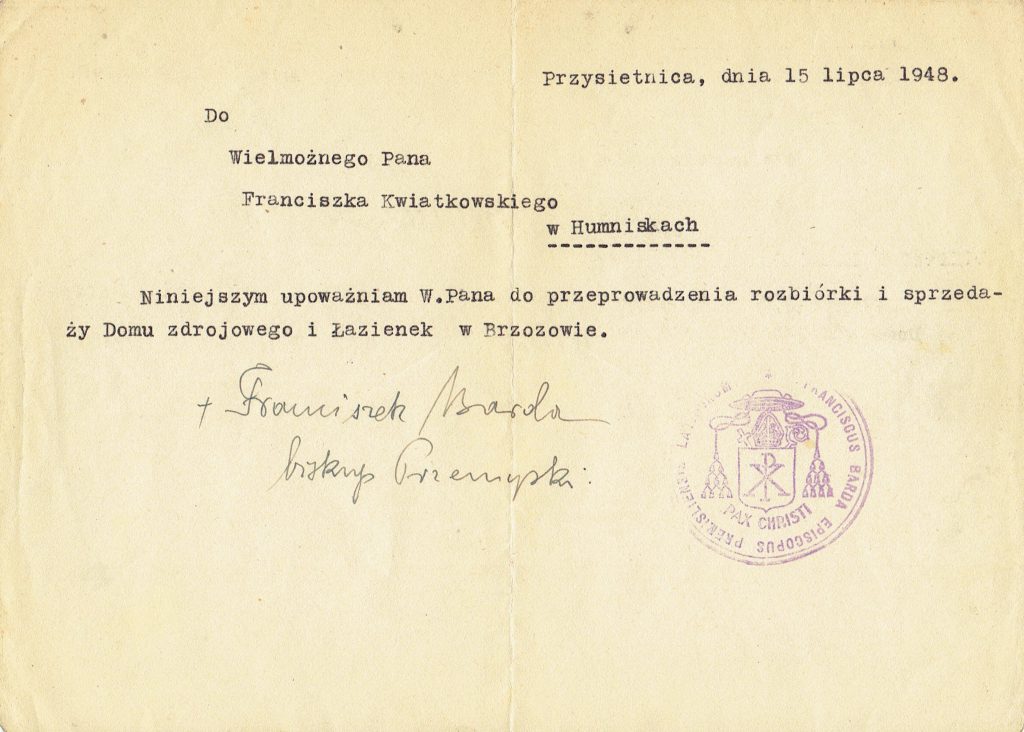 Przysietnica, dnia 15 lipca 1948.
Do
Wielmożnego Pana
Franciszka Kwiatkowskiego
w Humniskach
Niniejszym upoważniam W.Pana do przeprowadzenia rozbiórki i sprzeda-
ży Domu zdrojowego i Łazienek w Brzozowie.
+ Franciszek Barda
biskup Przemyski.
* FRANCISCUS BARDA EPISCOPUS
PAX CHRISTI